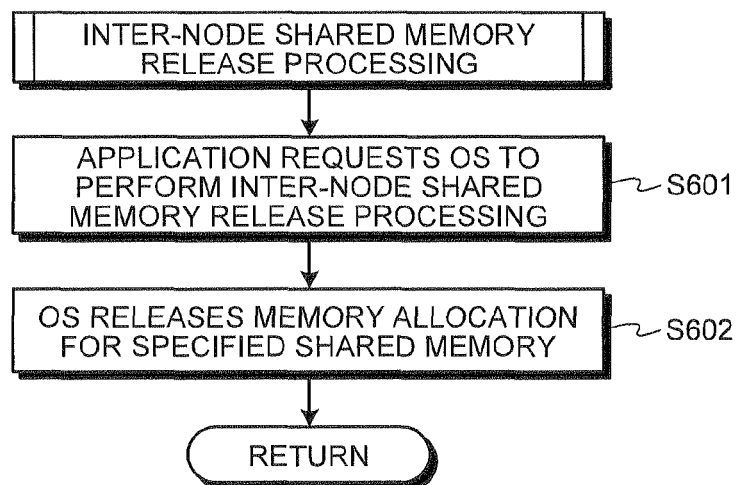 INTER-NODE SHARED MEMORY
RELEASE PROCESSING
APPLICATION REQUESTS OS TO
PERFORM INTER-NODE SHARED
MEMORY RELEASE PROCESSING
S601
OS RELEASES MEMORY ALLOCATION
FOR SPECIFIED SHARED MEMORY
S602
RETURN